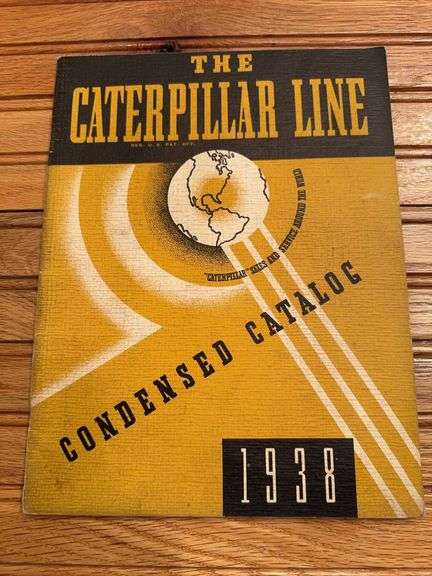 THE
CATERPILLAR LINE
REG. U. S. PAT. OFF.
"CATERPILLAR" SALES AND SERVICE AROUND THE WORLD
CONDENSED CATALOG
1938